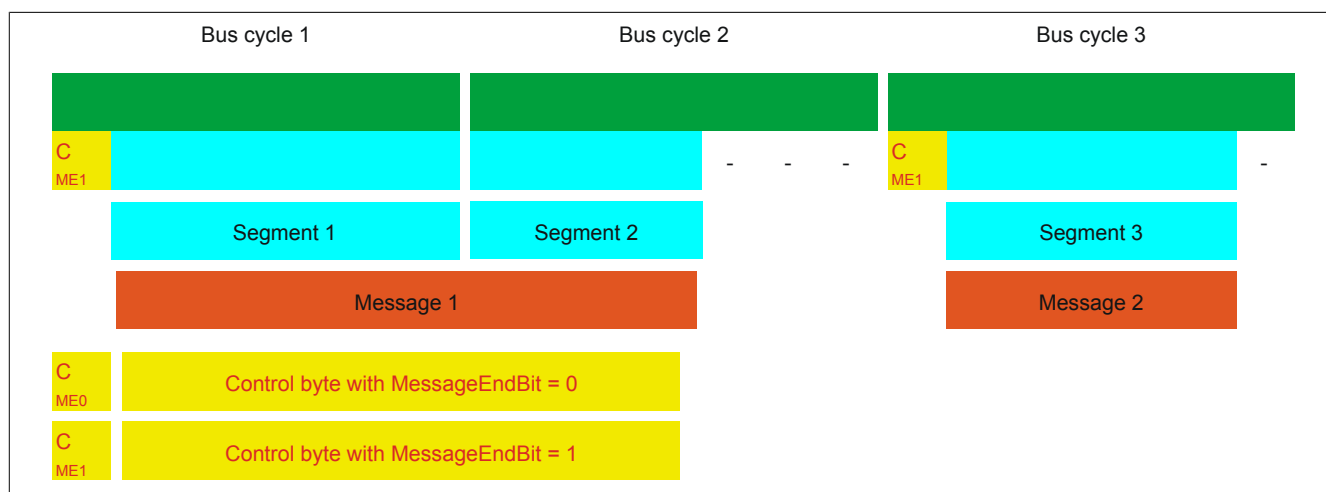 Bus cycle 1 Bus cycle 2 Bus cycle 3
C - - - C -
ME1 ME1
Segment 1 Segment 2 Segment 3
Message 1 Message 2
C
ME0 Control byte with MessageEndBit = 0
C
ME1 Control byte with MessageEndBit = 1